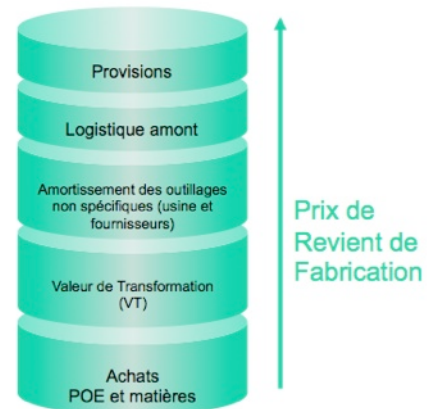 Provisions
Logistique amont
Amortissement des outillages
non spécifiques (usine et
fournisseurs)
Valeur de Transformation
(VT)
Achats
POE et matières
Prix de
Revient de
Fabrication